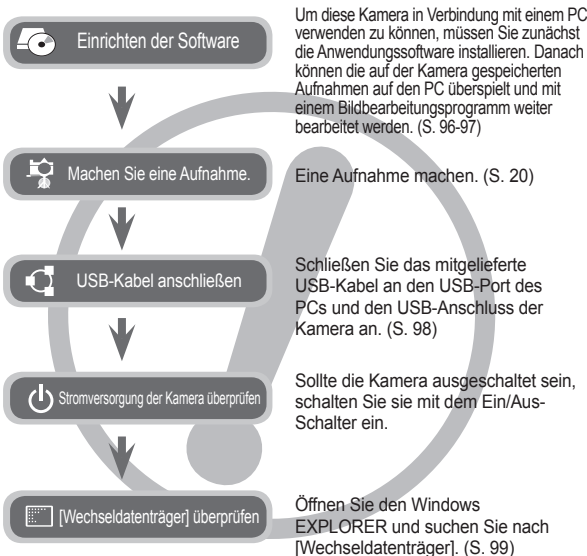 Einrichten der Software
Um diese Kamera in Verbindung mit einem PC
verwenden zu können, müssen Sie zunächst
die Anwendungssoftware installieren. Danach
können die auf der Kamera gespeicherten
Aufnahmen auf den PC überspielt und mit
einem Bildbearbeitungsprogramm weiter
bearbeitet werden. (S. 96-97)
Machen Sie eine Aufnahme.
Eine Aufnahme machen. (S. 20)
USB-Kabel anschließen
Schließen Sie das mitgelieferte
USB-Kabel an den USB-Port des
PCs und den USB-Anschluss der
Kamera an. (S. 98)
Stromversorgung der Kamera überprüfen
Sollte die Kamera ausgeschaltet sein,
schalten Sie sie mit dem Ein/Aus-
Schalter ein.
[Wechseldatenträger] überprüfen
Öffnen Sie den Windows
EXPLORER und suchen Sie nach
[Wechseldatenträger]. (S. 99)